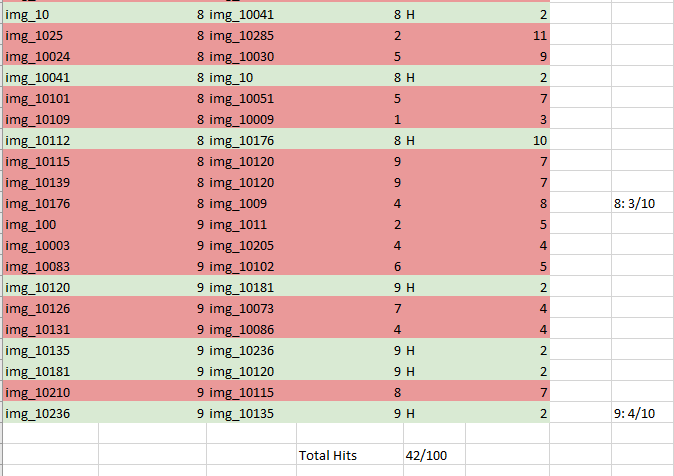 img_10 8 img_10041 8 H 2
img_1025 8 img_10285 2 11
img_10024 8 img_10030 5 9
img_10041 8 img_10 8 H 2
img_10101 8 img_10051 5 7
img_10109 8 img_10009 1 3
img_10112 8 img_10176 8 H 10
img_10115 8 img_10120 9 7
img_10139 8 img_10120 9 7
img_10176 8 img_1009 4 8 8: 3/10
img_100 9 img_1011 2 5
img_10003 9 img_10205 4 4
img_10083 9 img_10102 6 5
img_10120 9 img_10181 9 H 2
img_10126 9 img_10073 7 4
img_10131 9 img_10086 4 4
img_10135 9 img_10236 9 H 2
img_10181 9 img_10120 9 H 2
img_10210 9 img_10115 8 7
img_10236 9 img_10135 9 H 2 9: 4/10
Total Hits 42/100